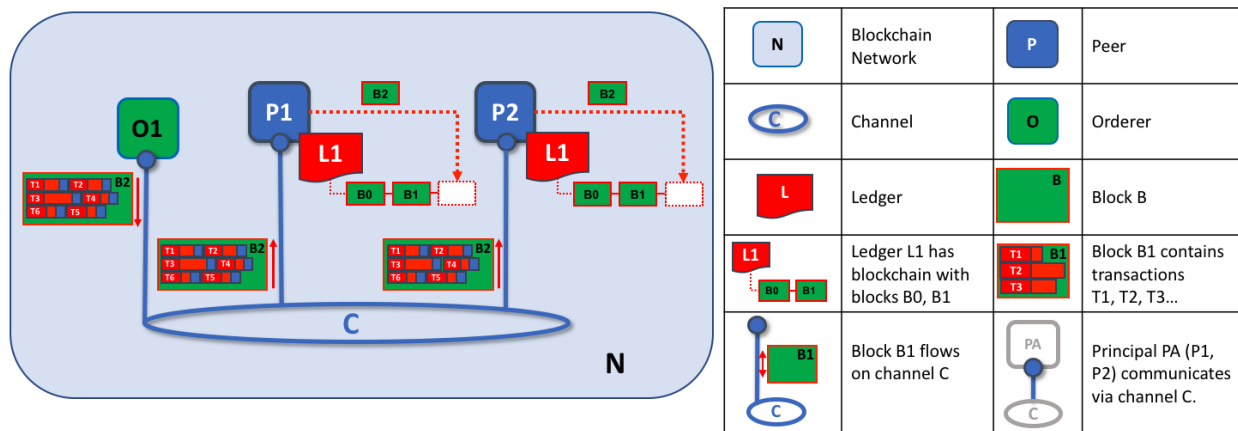 O1
P1
B2
P2
B2
L1
B0 B1
L1
B0 B1
B2
T1 T2
T3 T4
T6 T5
B2
T1 T2
T3 T4
T6 T5
B2
T1 T2
T3 T4
T6 T5
C
N
N
Blockchain
Network
P
Peer
C
Channel
O
Orderer
L
Ledger
B
Block B
L1
B0 B1
Ledger L1 has
blockchain with
blocks B0, B1
B1
T1
T2
T3
Block B1 contains
transactions
T1, T2, T3...
B1
C
Block B1 flows
on channel C
PA
C
Principal PA (P1,
P2) communicates
via channel C.